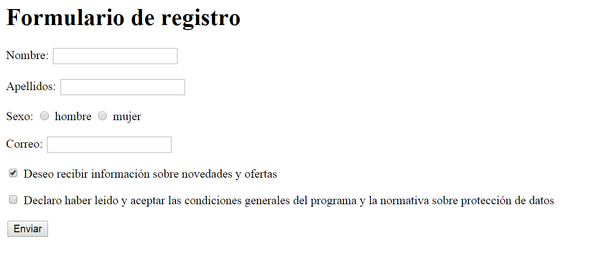 Formulario de registro
Nombre:
Apellidos:
Sexo: hombre mujer
Correo:
Deseo recibir información sobre novedades y ofertas
Declaro haber leido y aceptar las condiciones generales del programa y la normativa sobre protección de datos
Enviar